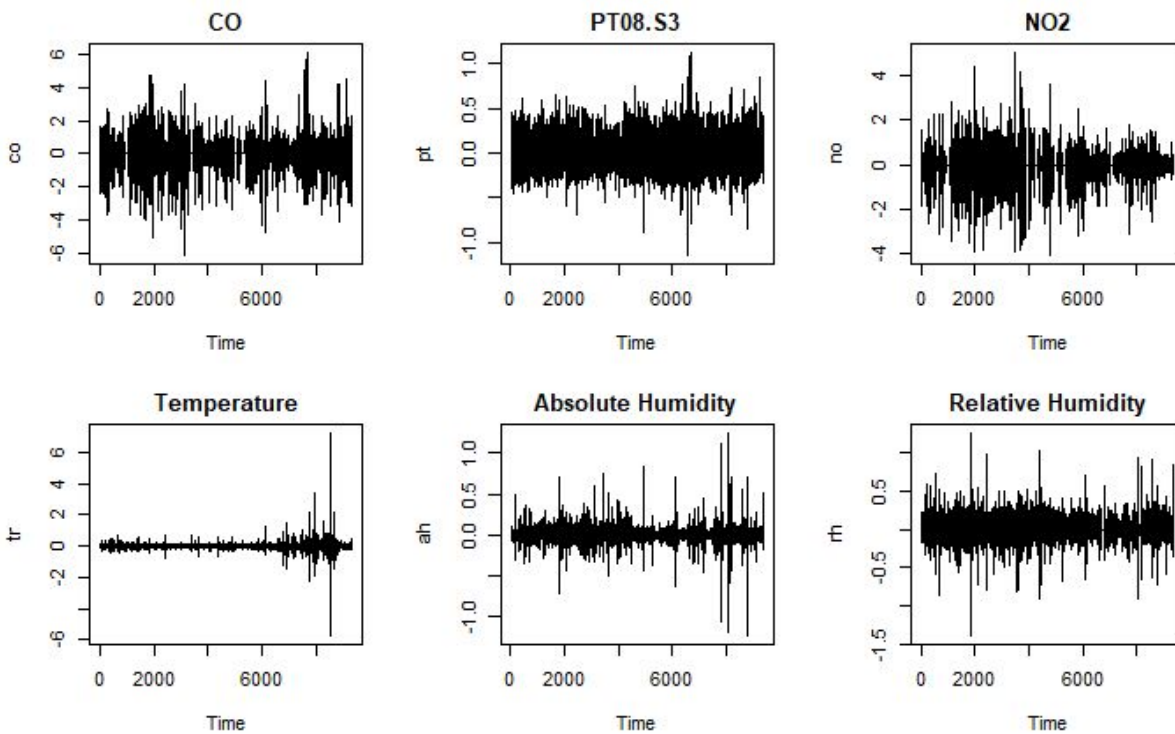 CO PT08.S3 NO2
co
-6 -4 -2 0 2 4 6
pt
-1.0 0.0 0.5 1.0
no
-4 -2 0 2 4
0 2000 6000 0 2000 6000 0 2000 6000
Time Time Time
Temperature Absolute Humidity Relative Humidity
tr
-6 -2 0 2 4 6
ah
-1.0 0.0 0.5 1.0
rh
-1.5 -0.5 0.5
0 2000 6000 0 2000 6000 0 2000 6000
Time Time Time